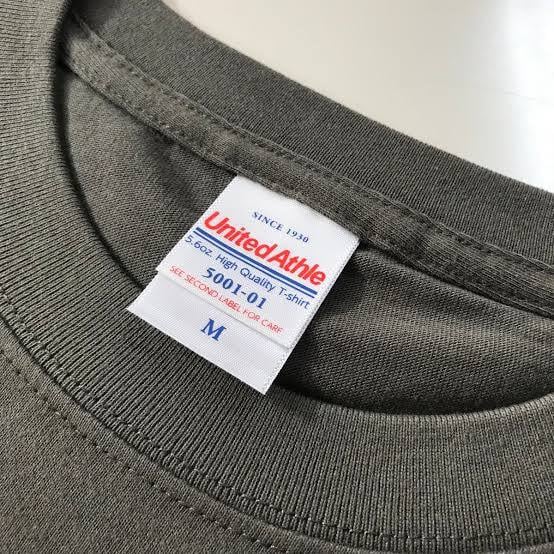 SINCE 1930
UnitedAthle
5.6oz. High Quality T-shirt
5001-01
SEE SECOND LABEL FOR CARE
M